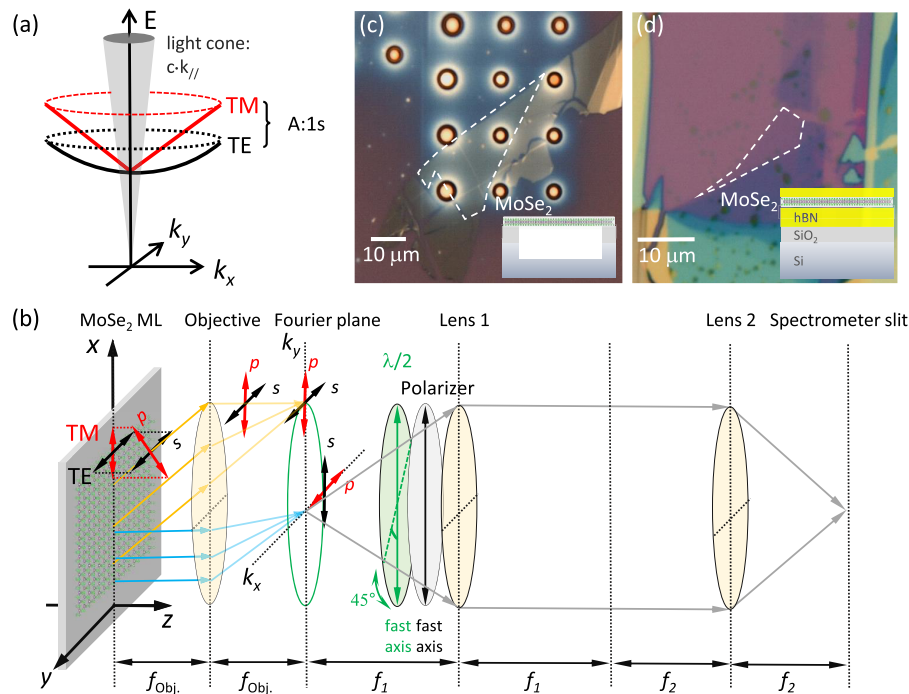 (a)
E
light cone:
c·k//
TM
TE
A:1s
ky
kx
(c)
MoSe2
10 μm
(d)
MoSe2
hBN
SiO2
Si
10 μm
(b)
MoSe2 ML
Objective
Fourier plane
Lens 1
Lens 2
Spectrometer slit
x
ky
p
s
p
s
λ/2
Polarizer
TM
p
s
TE
s
p
kx
45°
z
y
fast axis
fast axis
fObj.
fObj.
f1
f1
f2
f2